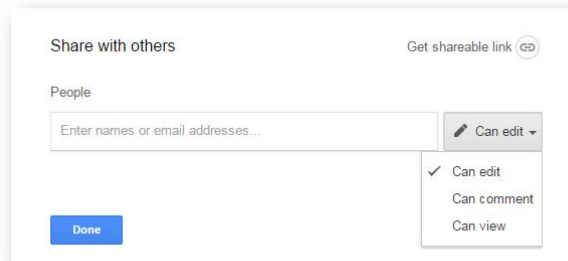 Share with others
Get shareable link
People
Enter names or email addresses...
Can edit
Can edit
Can comment
Can view
Done